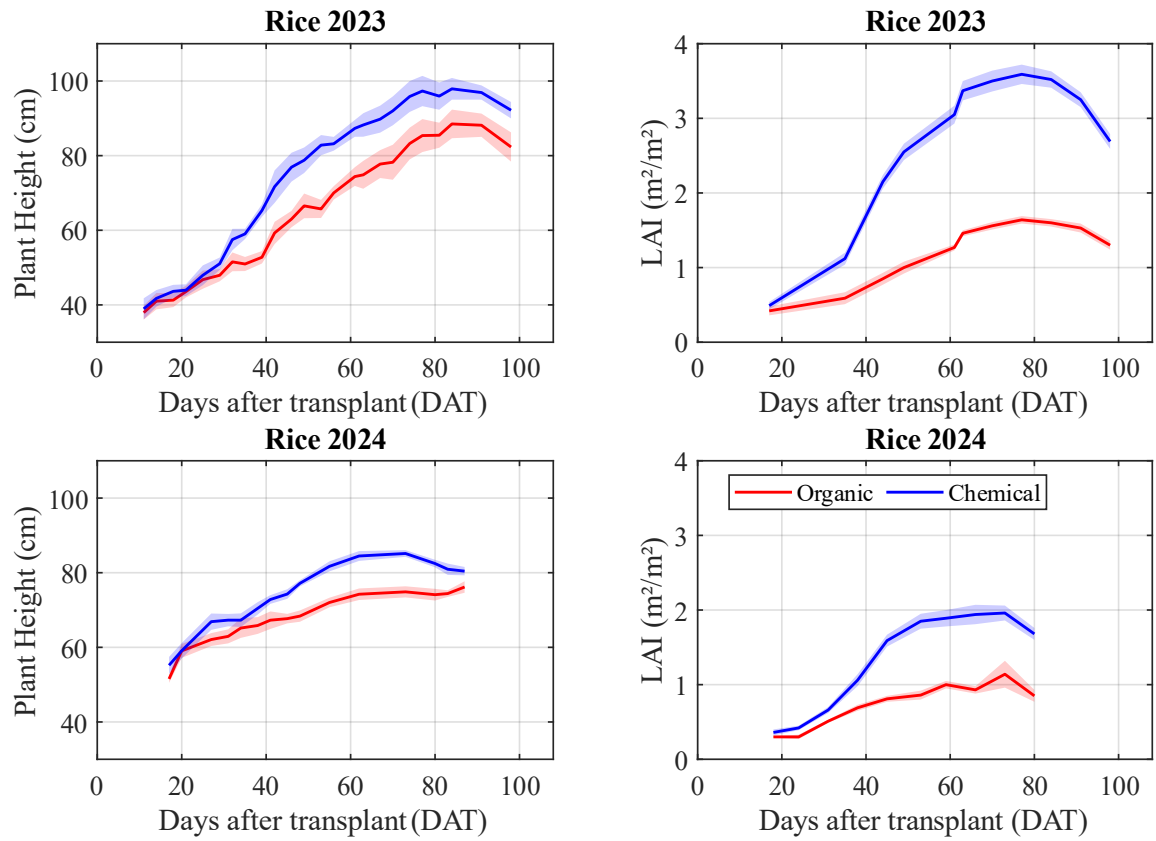 Rice 2023
Plant Height (cm)
100
80
60
40
0 20 40 60 80 100
Days after transplant (DAT)
Rice 2023
LAI (m²/m²)
4
3
2
1
0
0 20 40 60 80 100
Days after transplant (DAT)
Rice 2024
Plant Height (cm)
100
80
60
40
0 20 40 60 80 100
Days after transplant (DAT)
Rice 2024
Organic Chemical
LAI (m²/m²)
4
3
2
1
0
0 20 40 60 80 100
Days after transplant (DAT)